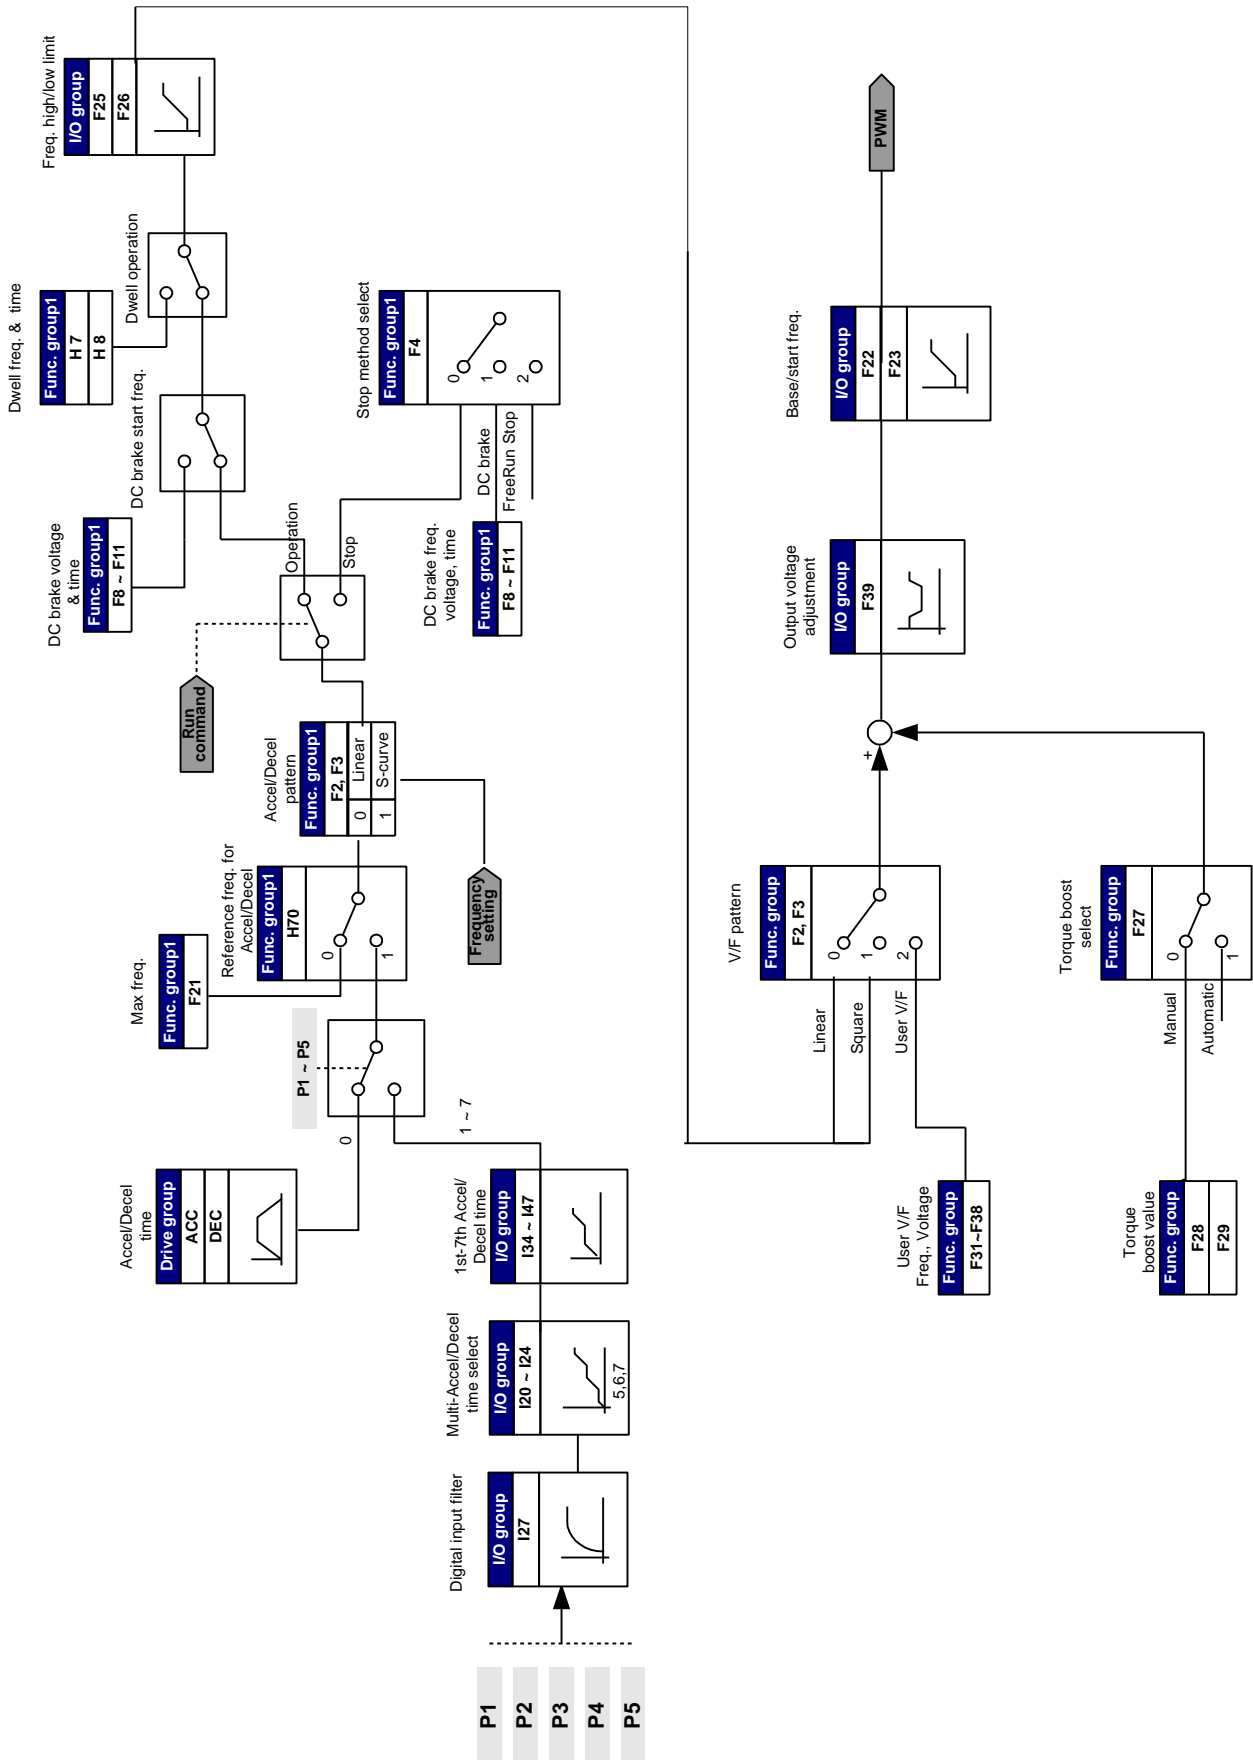 P1
P2
P3
P4
P5
Digital input filter
I/O group
I27
Multi-Accel/Decel
time select
I/O group
I20 ~ I24
5,6,7
1st-7th Accel/
Decel time
I/O group
I34 ~ I47
Accel/Decel
time
Drive group
ACC
DEC
0
1 ~ 7
P1 ~ P5
Max freq.
Func. group1
F21
Reference freq. for
Accel/Decel
Func. group1
H70
0
1
Frequency
setting
Accel/Decel
pattern
Func. group1
F2, F3
0
Linear
1
S-curve
Run
command
Operation
Stop
DC brake voltage
& time
Func. group1
F8 ~ F11
DC brake start freq.
DC brake freq.
voltage, time
Func. group1
F8 ~ F11
DC brake
FreeRun Stop
Stop method select
Func. group1
F4
0
1
2
Dwell freq. & time
Func. group1
H 7
H 8
Dwell operation
Freq. high/low limit
I/O group
F25
F26
User V/F
Freq., Voltage
Func. group
F31~F38
Linear
Square
User V/F
V/F pattern
Func. group
F2, F3
0
1
2
Torque
boost value
Func. group
F28
F29
Manual
Automatic
Torque boost
select
Func. group
F27
0
1
+
Output voltage
adjustment
I/O group
F39
Base/start freq.
I/O group
F22
F23
PWM